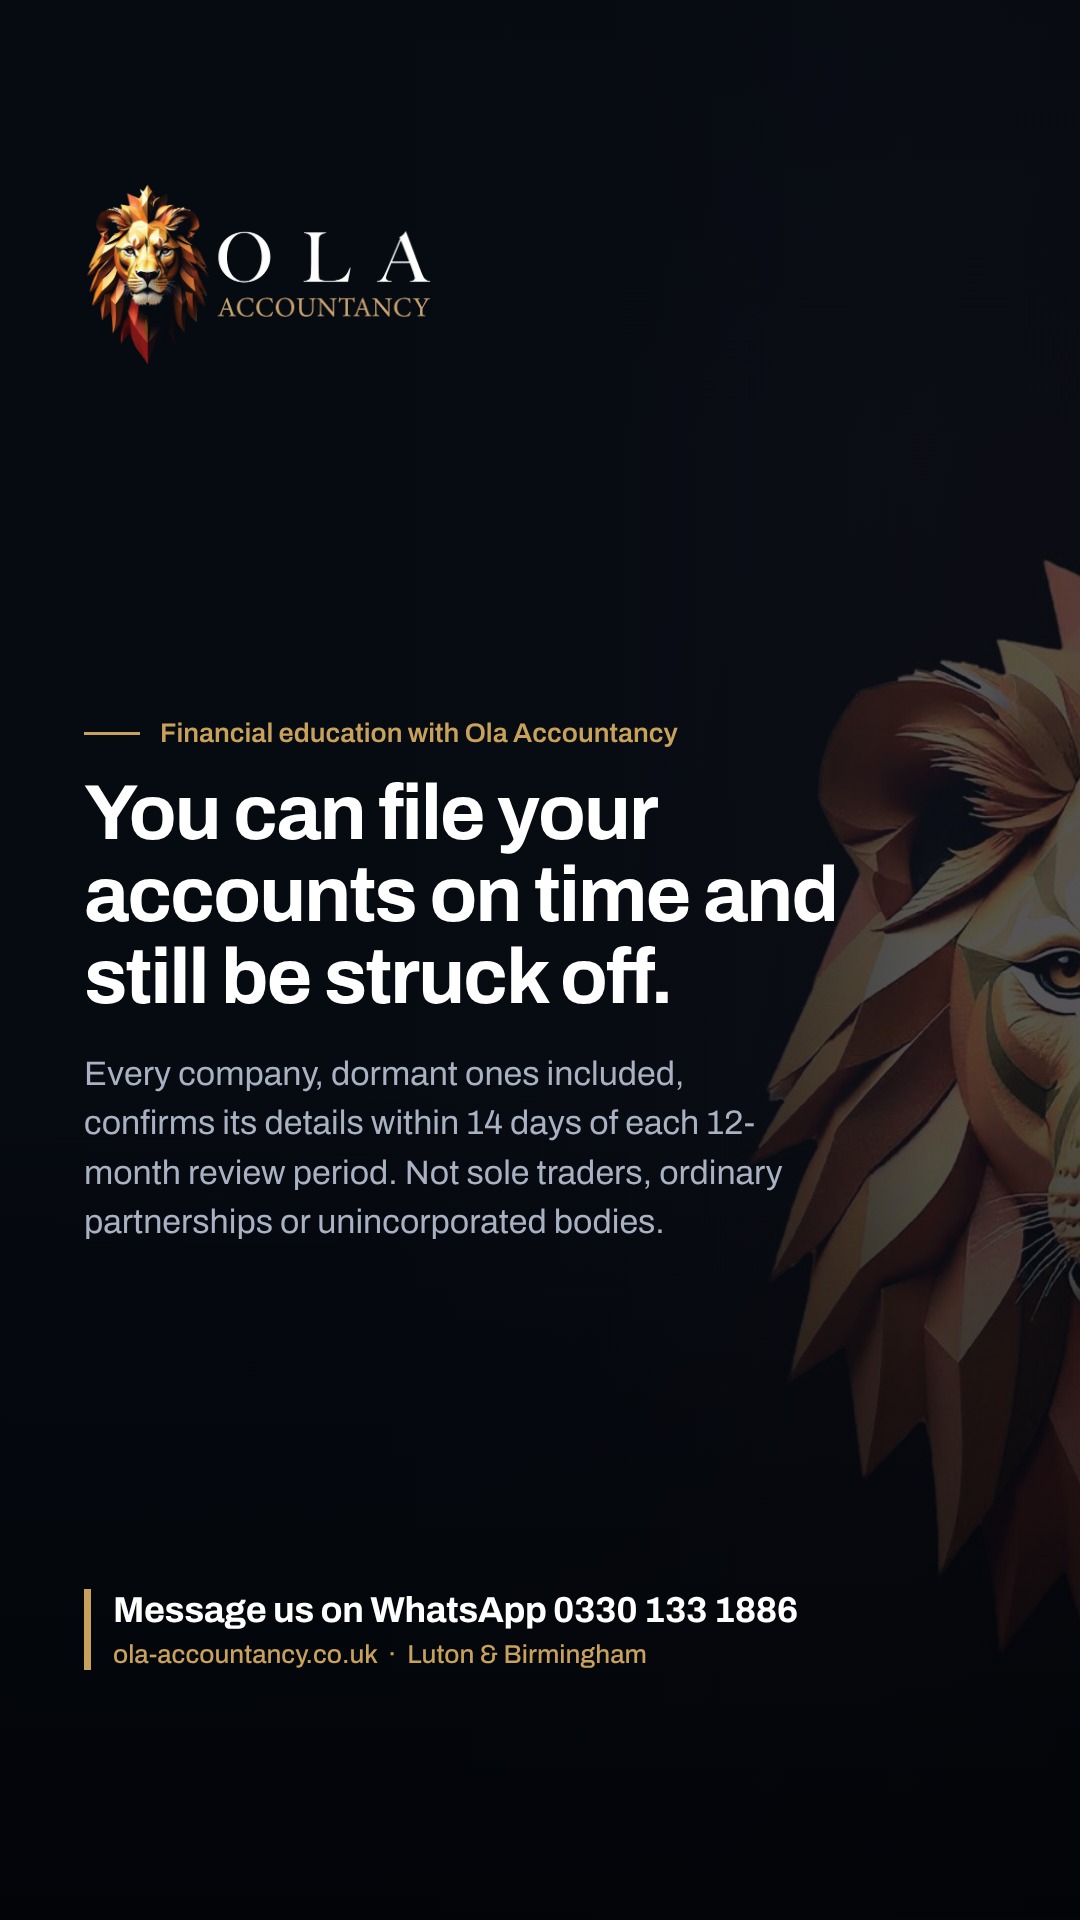 OLA
ACCOUNTANCY
Financial education with Ola Accountancy
You can file your
accounts on time and
still be struck off.
Every company, dormant ones included,
confirms its details within 14 days of each 12-
month review period. Not sole traders, ordinary
partnerships or unincorporated bodies.
Message us on WhatsApp 0330 133 1886
ola-accountancy.co.uk · Luton & Birmingham